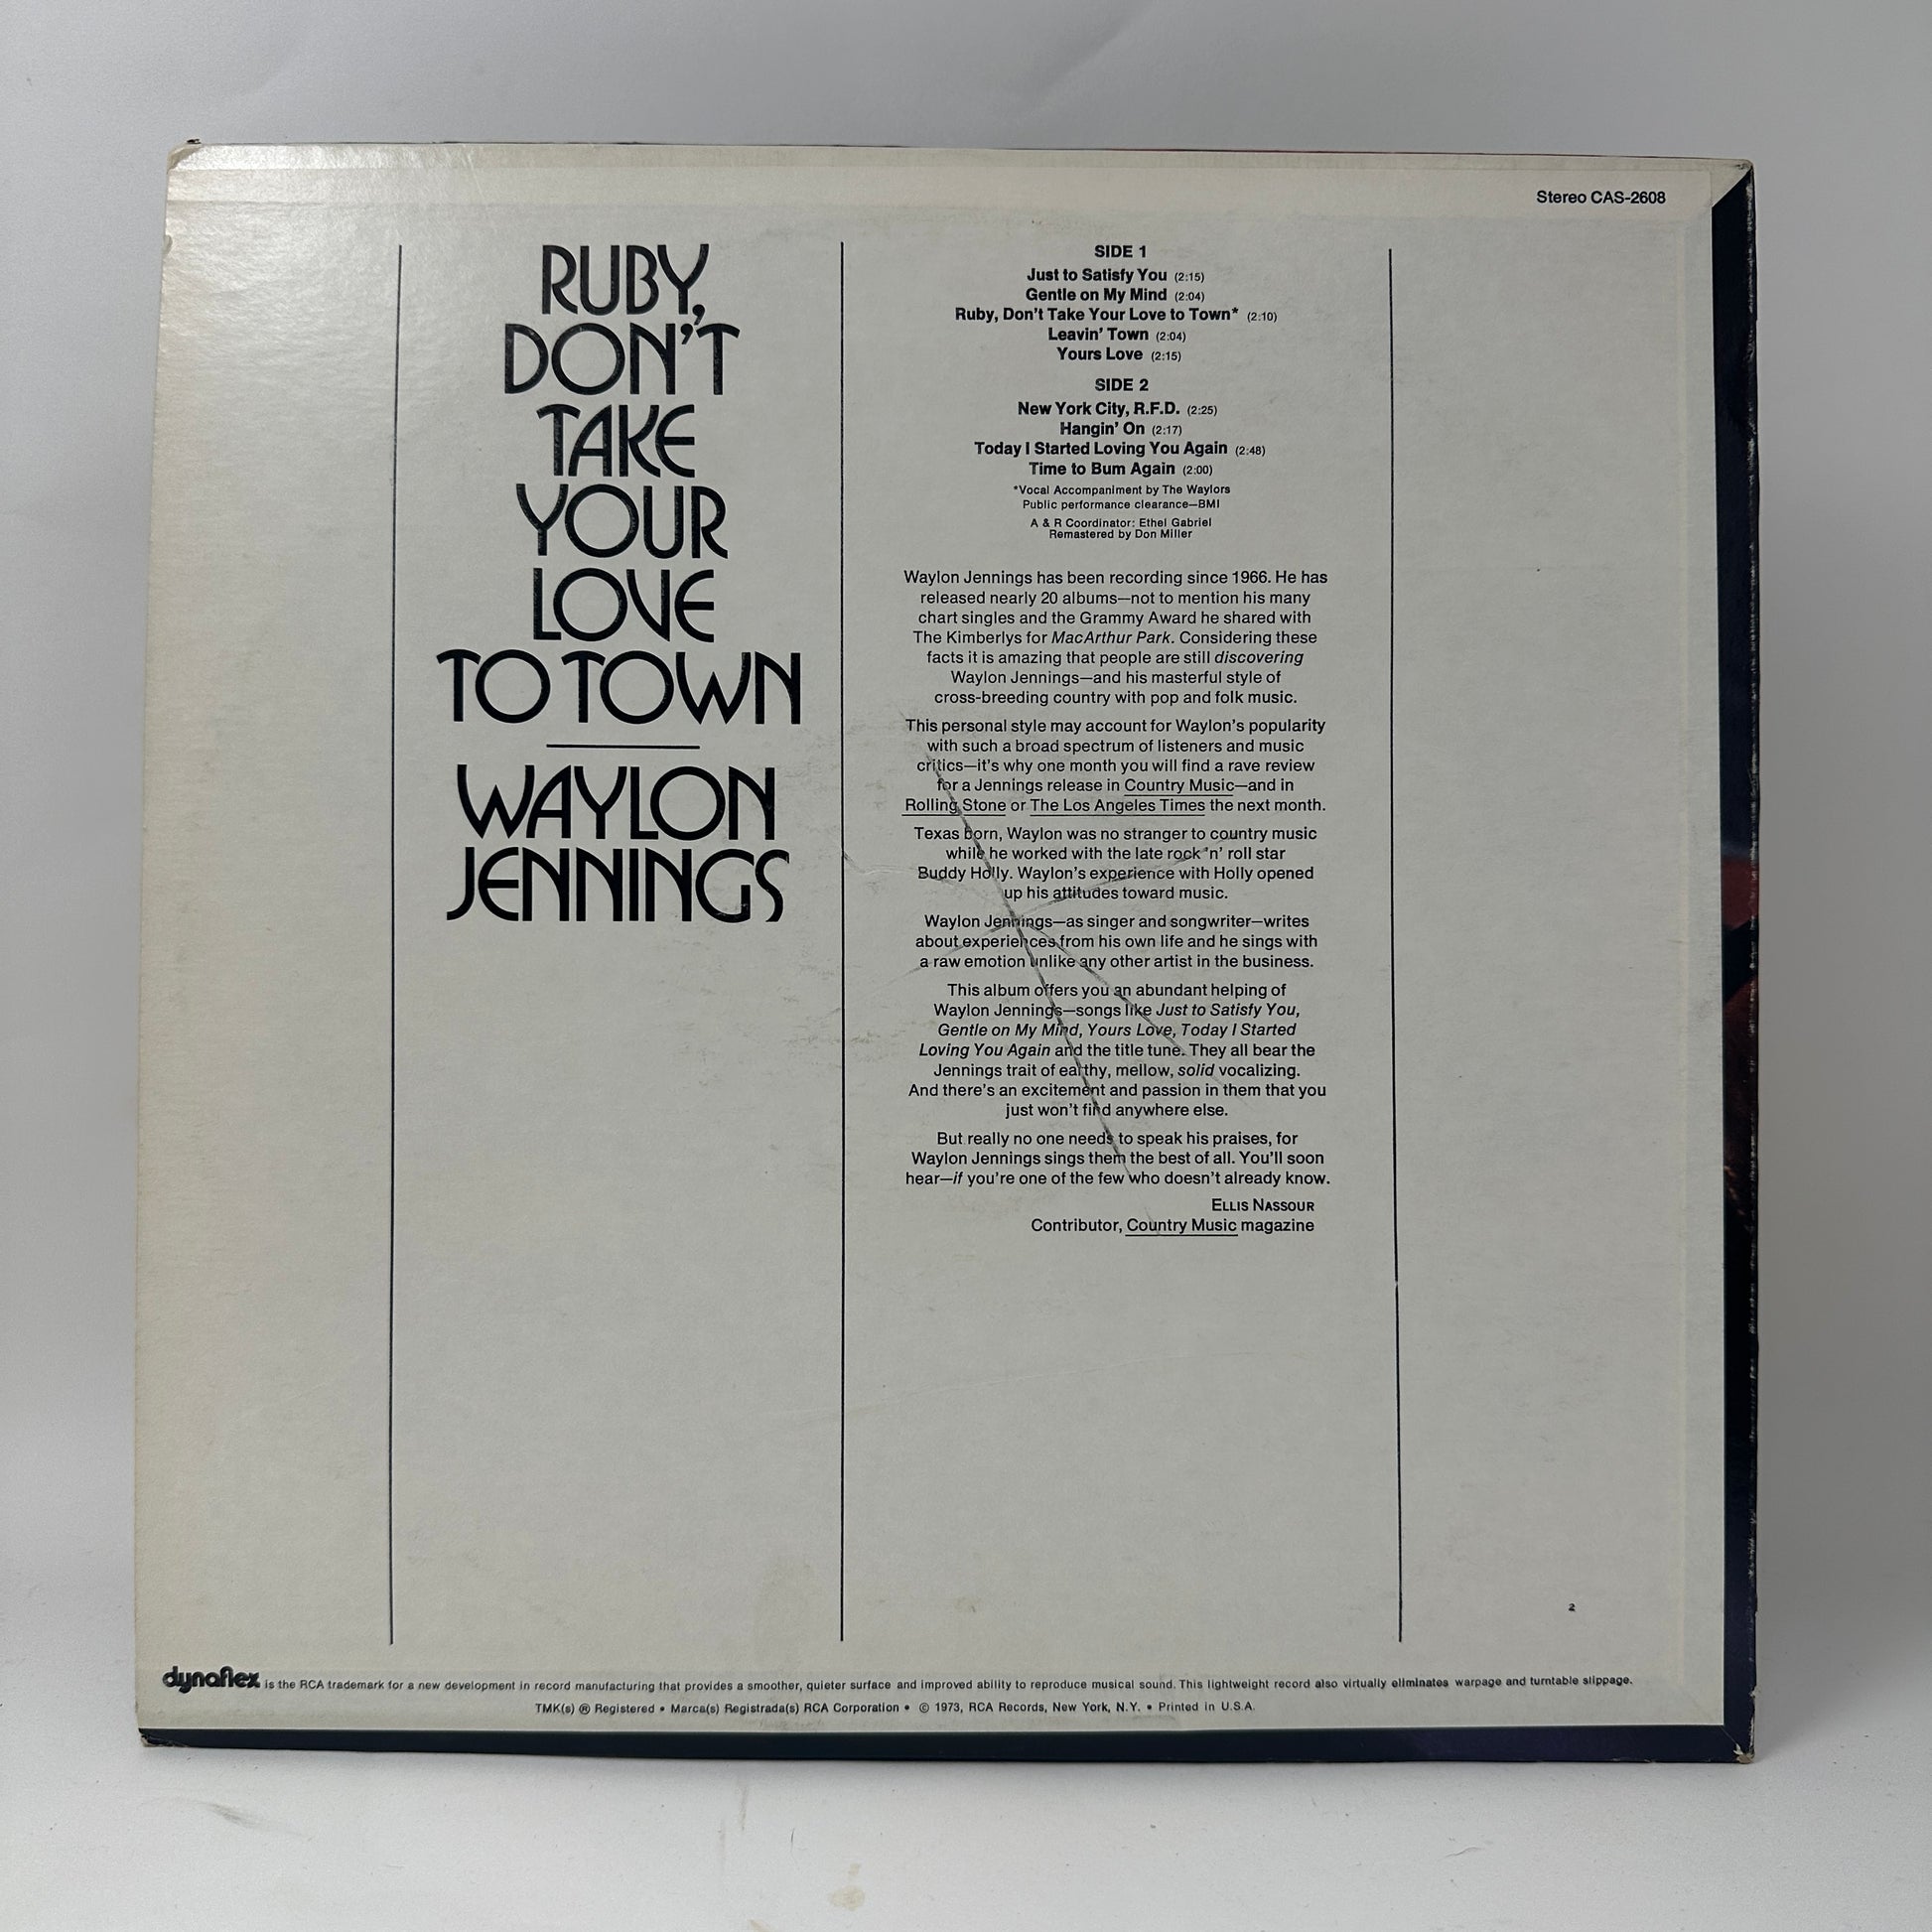 Stereo CAS-2608
RUBY,
DON'T
TAKE
YOUR
LOVE
TO TOWN
WAYLON
JENNINGS
SIDE 1
Just to Satisfy You (2:15)
Gentle on My Mind (2:04)
Ruby, Don't Take Your Love to Town* (2:10)
Leavin' Town (2:04)
Yours Love (2:15)
SIDE 2
New York City, R.F.D. (2:25)
Hangin' On (2:17)
Today I Started Loving You Again (2:48)
Time to Bum Again (2:00)
*Vocal Accompaniment by The Waylors
Public performance clearance—BMI
A & R Coordinator: Ethel Gabriel
Remastered by Don Miller
Waylon Jennings has been recording since 1966. He has
released nearly 20 albums—not to mention his many
chart singles and the Grammy Award he shared with
The Kimberlys for MacArthur Park. Considering these
facts it is amazing that people are still discovering
Waylon Jennings—and his masterful style of
cross-breeding country with pop and folk music.
This personal style may account for Waylon's popularity
with such a broad spectrum of listeners and music
critics—it's why one month you will find a rave review
for a Jennings release in Country Music—and in
Rolling Stone or The Los Angeles Times the next month.
Texas born, Waylon was no stranger to country music
while he worked with the late rock 'n' roll star
Buddy Holly. Waylon's experience with Holly opened
up his attitudes toward music.
Waylon Jennings—as singer and songwriter—writes
about experiences from his own life and he sings with
a raw emotion unlike any other artist in the business.
This album offers you an abundant helping of
Waylon Jennings—songs like Just to Satisfy You,
Gentle on My Mind, Yours Love, Today I Started
Loving You Again and the title tune. They all bear the
Jennings trait of earthy, mellow, solid vocalizing.
And there's an excitement and passion in them that you
just won't find anywhere else.
But really no one needs to speak his praises, for
Waylon Jennings sings them the best of all. You'll soon
hear—if you're one of the few who doesn't already know.
ELLIS NASSOUR
Contributor, Country Music magazine
2
dynaflex is the RCA trademark for a new development in record manufacturing that provides a smoother, quieter surface and improved ability to reproduce musical sound. This lightweight record also virtually eliminates warpage and turntable slippage.
TMK(s) ® Registered • Marca(s) Registrada(s) RCA Corporation • © 1973, RCA Records, New York, N.Y. • Printed in U.S.A.